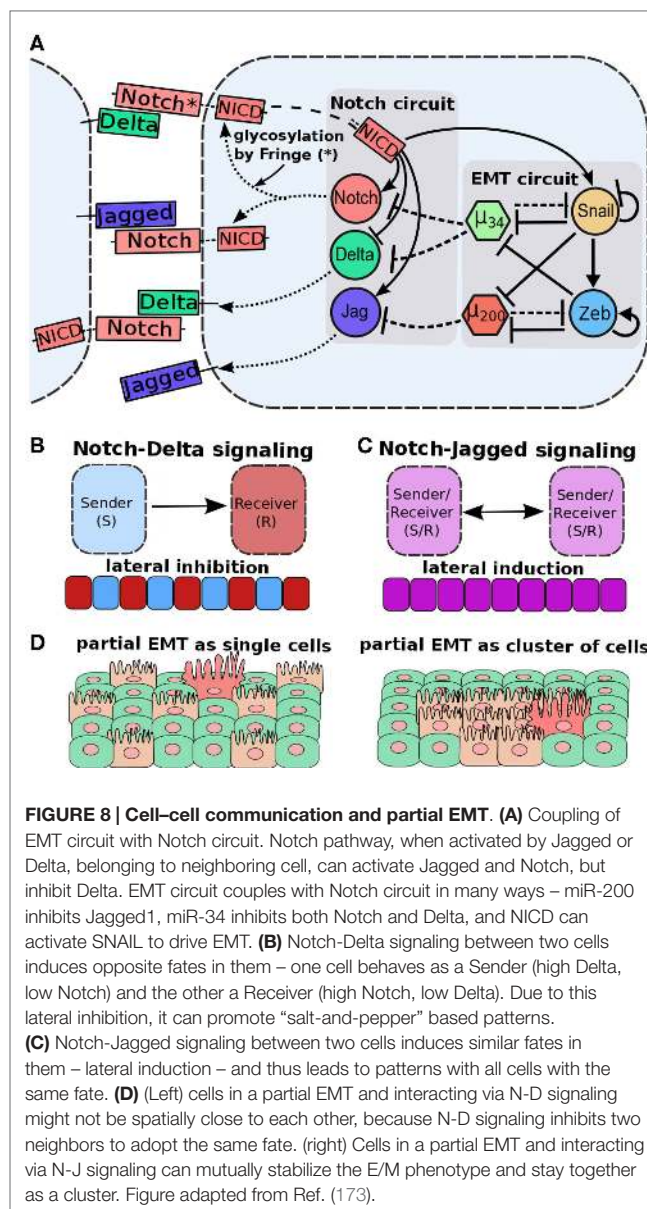 A
Notch*
NICD
Delta
Notch circuit
NICD
glycosylation
by Fringe (*)
EMT circuit
Notch
μ34
Snail
Jagged
Notch
NICD
Delta
Delta
Jag
μ200
Zeb
NICD
Notch
Jagged
B
Notch-Delta signaling
Sender
(S)
Receiver
(R)
lateral inhibition
C
Notch-Jagged signaling
Sender/
Receiver
(S/R)
Sender/
Receiver
(S/R)
lateral induction
D
partial EMT as single cells
partial EMT as cluster of cells
FIGURE 8 | Cell–cell communication and partial EMT. (A) Coupling of
EMT circuit with Notch circuit. Notch pathway, when activated by Jagged or
Delta, belonging to neighboring cell, can activate Jagged and Notch, but
inhibit Delta. EMT circuit couples with Notch circuit in many ways – miR-200
inhibits Jagged1, miR-34 inhibits both Notch and Delta, and NICD can
activate SNAIL to drive EMT. (B) Notch-Delta signaling between two cells
induces opposite fates in them – one cell behaves as a Sender (high Delta,
low Notch) and the other a Receiver (high Notch, low Delta). Due to this
lateral inhibition, it can promote “salt-and-pepper” based patterns.
(C) Notch-Jagged signaling between two cells induces similar fates in
them – lateral induction – and thus leads to patterns with all cells with the
same fate. (D) (Left) cells in a partial EMT and interacting via N-D signaling
might not be spatially close to each other, because N-D signaling inhibits two
neighbors to adopt the same fate. (right) Cells in a partial EMT and interacting
via N-J signaling can mutually stabilize the E/M phenotype and stay together
as a cluster. Figure adapted from Ref. (173).